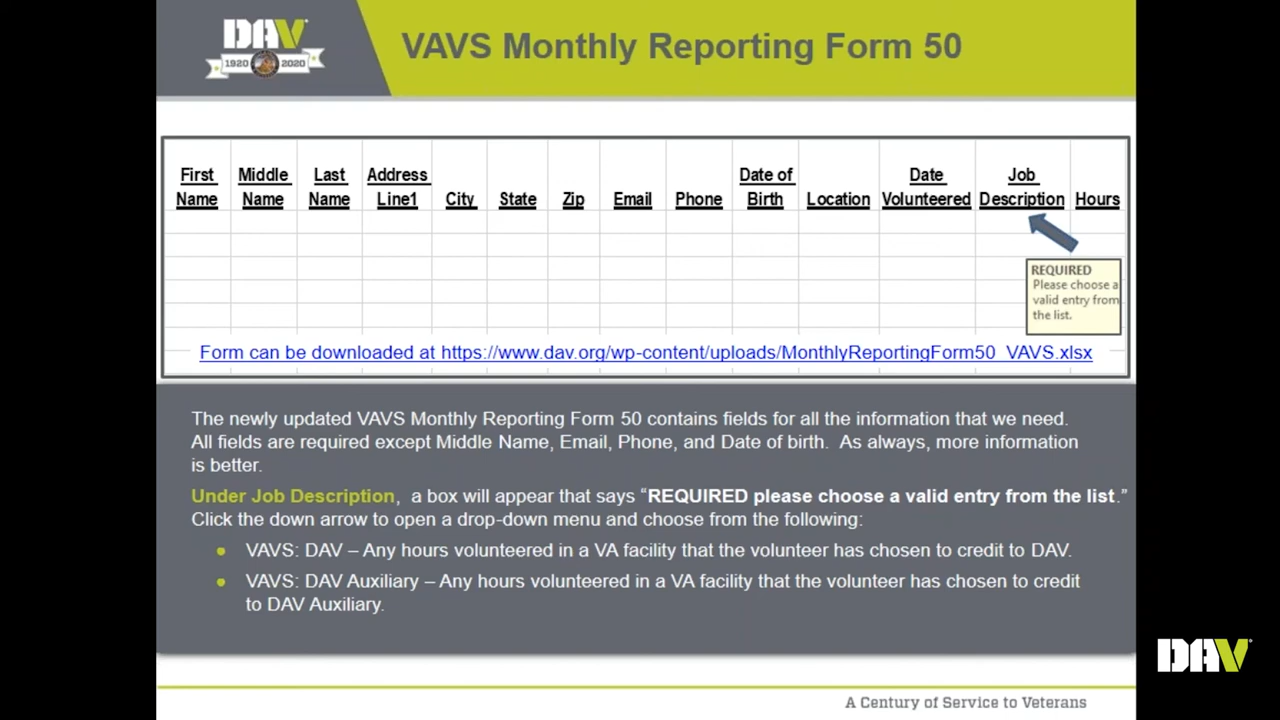 DAV
1920 2020
VAVS Monthly Reporting Form 50
First Name
Middle Name
Last Name
Address Line1
City
State
Zip
Email
Phone
Date of Birth
Location
Date Volunteered
Job Description
Hours
REQUIRED
Please choose a
valid entry from
the list.
Form can be downloaded at https://www.dav.org/wp-content/uploads/MonthlyReportingForm50_VAVS.xlsx
The newly updated VAVS Monthly Reporting Form 50 contains fields for all the information that we need.
All fields are required except Middle Name, Email, Phone, and Date of birth. As always, more information
is better.
Under Job Description, a box will appear that says “REQUIRED please choose a valid entry from the list.”
Click the down arrow to open a drop-down menu and choose from the following:
• VAVS: DAV – Any hours volunteered in a VA facility that the volunteer has chosen to credit to DAV.
• VAVS: DAV Auxiliary – Any hours volunteered in a VA facility that the volunteer has chosen to credit
to DAV Auxiliary.
DAV
A Century of Service to Veterans